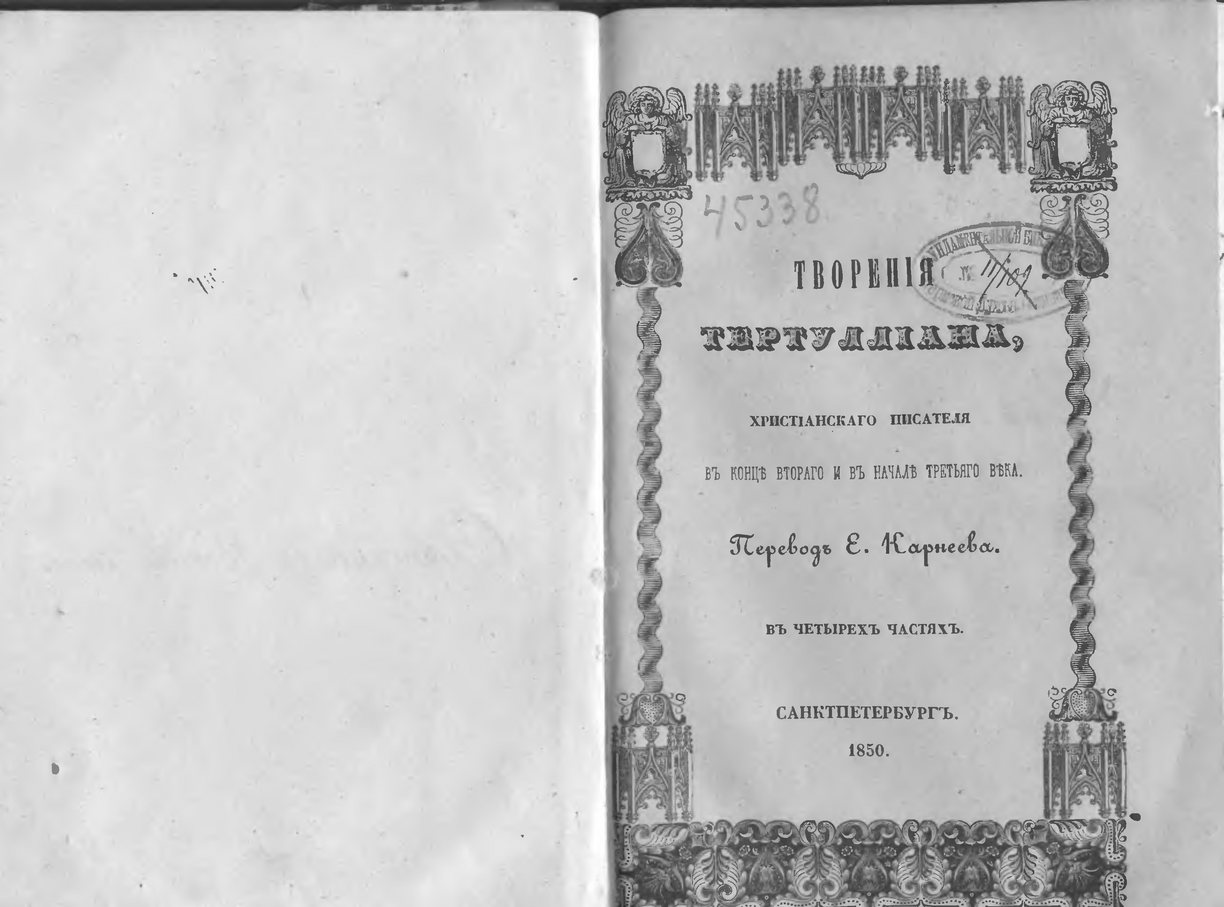 45338
ТВОРЕНІЯ
ТЕРТУЛЛІАНА,
ХРИСТІАНСКАГО ПИСАТЕЛЯ
ВЪ КОНЦѢ ВТОРАГО И ВЪ НАЧАЛѢ ТРЕТЬЯГО ВѢКА.
Переводъ Е. Карнеева.
ВЪ ЧЕТЫРЕХЪ ЧАСТЯХЪ.
САНКТПЕТЕРБУРГЪ.
1850.